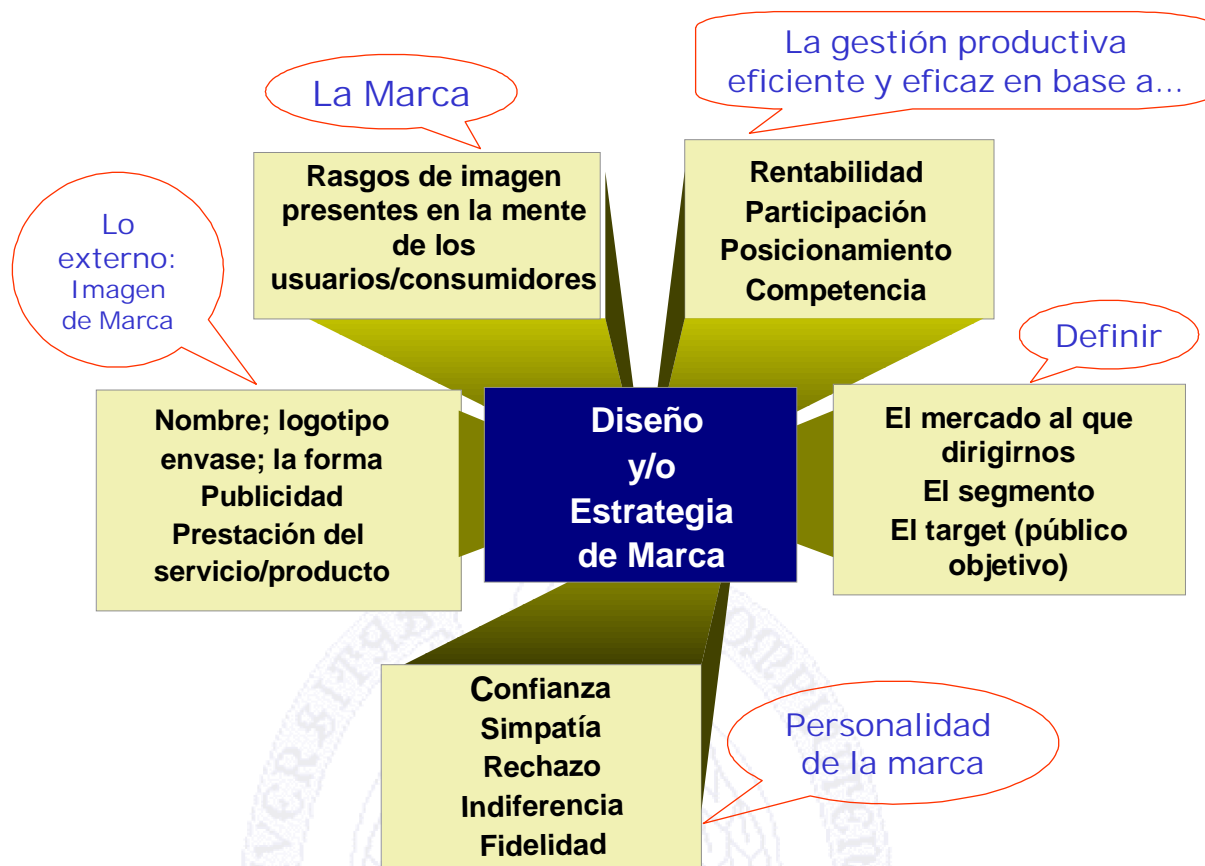 La gestión productiva
eficiente y eficaz en base a...
La Marca
Rasgos de imagen
presentes en la mente
de los
usuarios/consumidores
Rentabilidad
Participación
Posicionamiento
Competencia
Lo
externo:
Imagen
de Marca
Definir
Nombre; logotipo
envase; la forma
Publicidad
Prestación del
servicio/producto
Diseño
y/o
Estrategia
de Marca
El mercado al que
dirigirnos
El segmento
El target (público
objetivo)
Confianza
Simpatía
Rechazo
Indiferencia
Fidelidad
Personalidad
de la marca